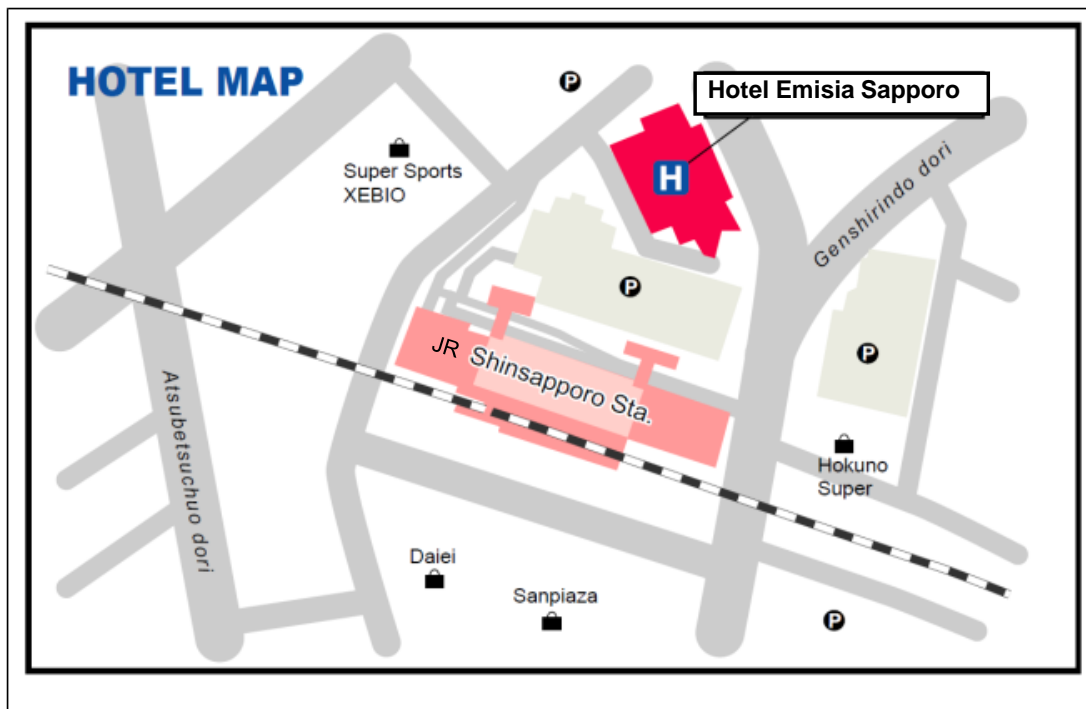 HOTEL MAP
P
Hotel Emisia Sapporo
Super Sports
XEBIO
H
Genshirindo dori
P
JR Shinsapporo Sta.
P
Atsubetsuchuo dori
Hokuno
Super
Daiei
Sanpiaza
P